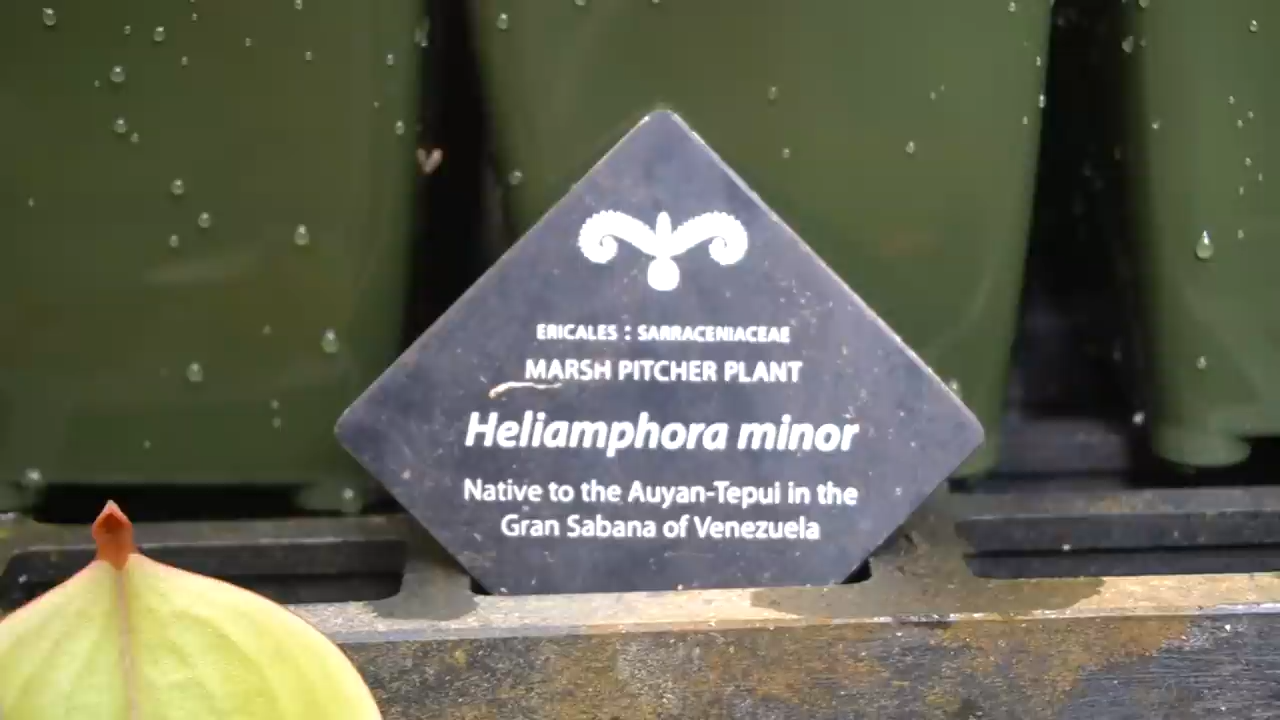 ERICALES : SARRACENIACEAE
MARSH PITCHER PLANT
Heliamphora minor
Native to the Auyan-Tepui in the
Gran Sabana of Venezuela